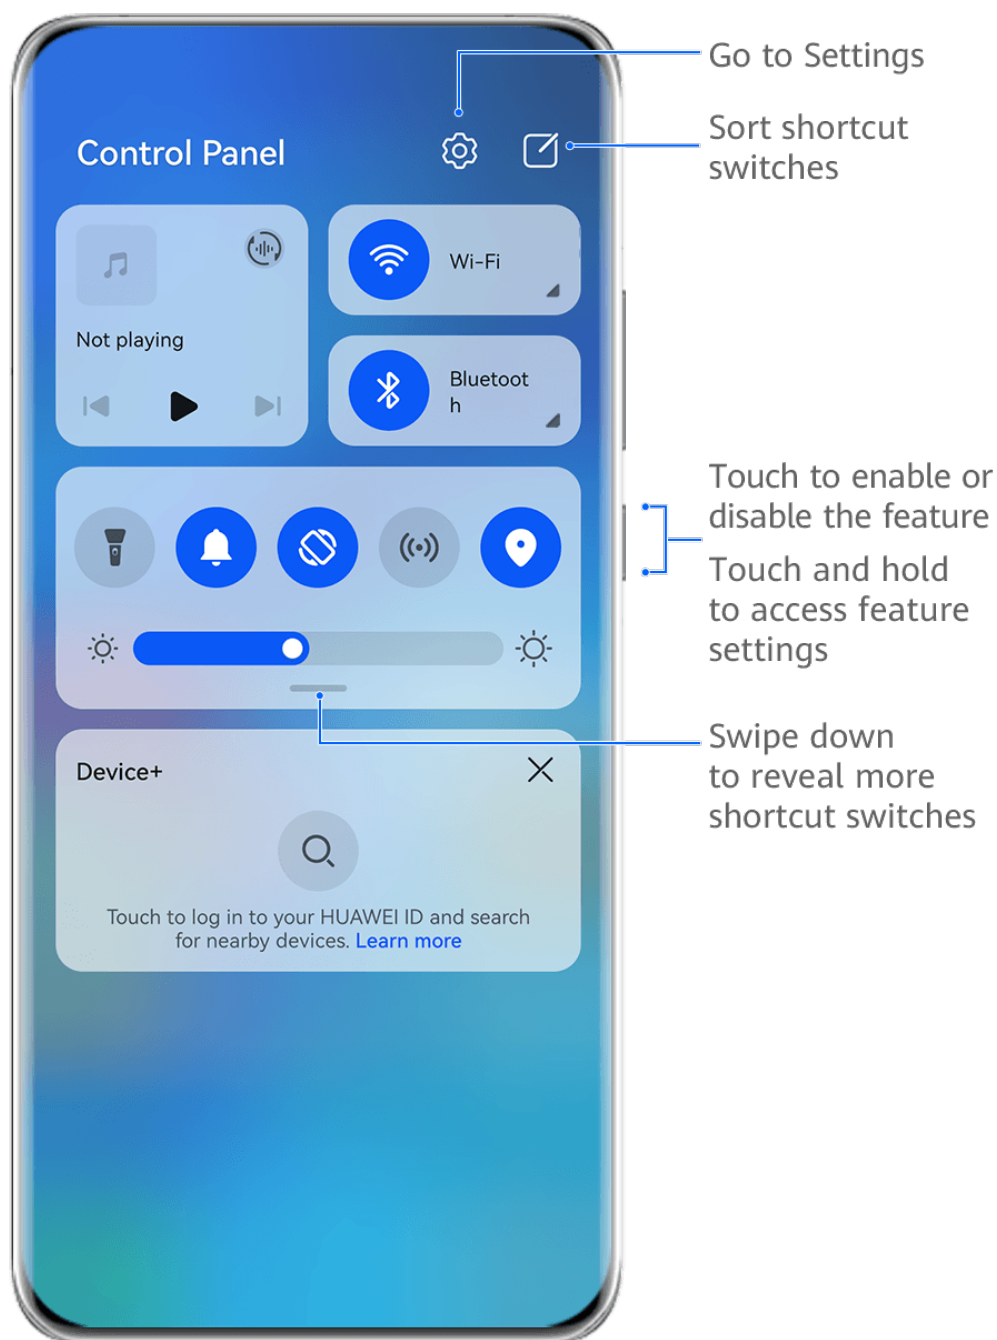 Go to Settings
Control Panel
Sort shortcut
switches
Wi-Fi
Not playing
Bluetoot
h
Touch to enable or
disable the feature
Touch and hold
to access feature
settings
Swipe down
to reveal more
shortcut switches
Device+
Touch to log in to your HUAWEI ID and search
for nearby devices. Learn more